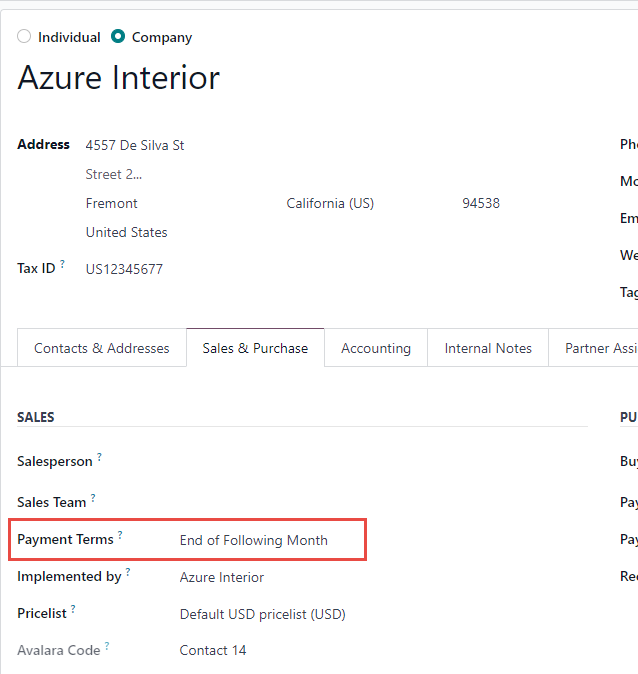 Individual Company
Azure Interior
Address 4557 De Silva St
Street 2...
Fremont California (US) 94538
United States
Tax ID ? US12345677
Contacts & Addresses Sales & Purchase Accounting Internal Notes Partner Assi
SALES PU
Salesperson ?
Sales Team ?
Payment Terms ? End of Following Month
Implemented by ? Azure Interior
Pricelist ? Default USD pricelist (USD)
Avalara Code ? Contact 14
Pho
Mo
Em
We
Tag
Buy
Pay
Pay
Rec